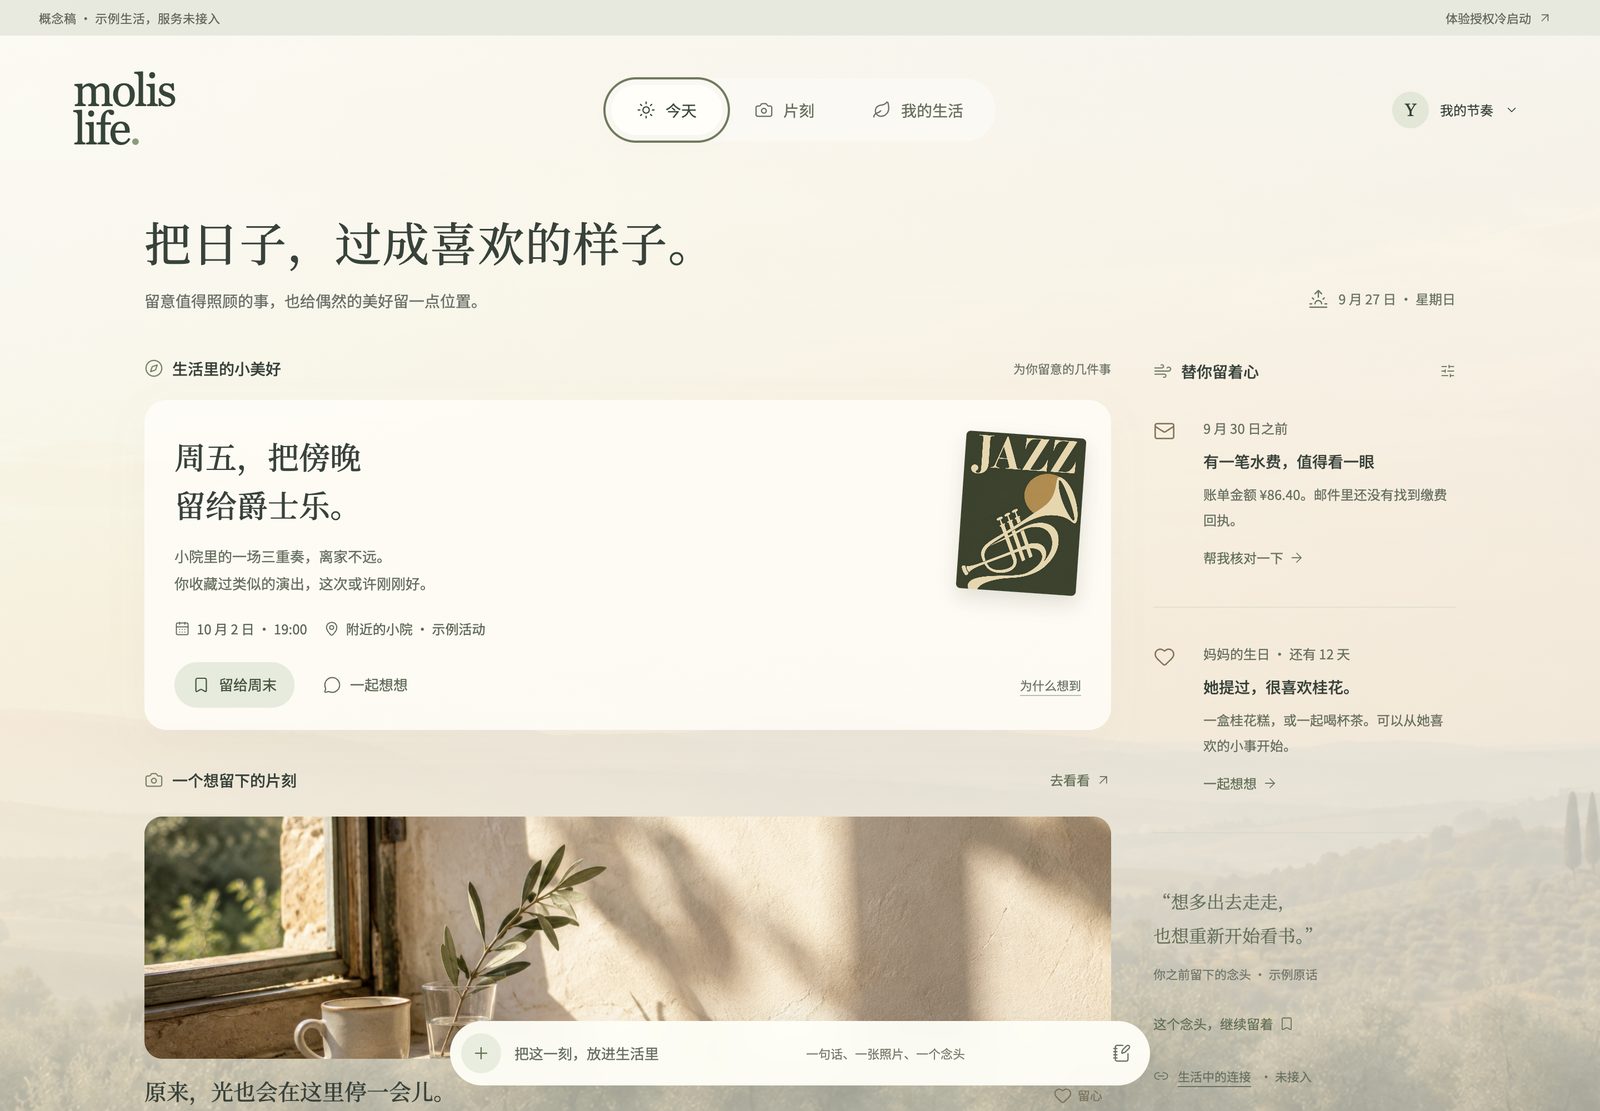 概念稿 · 示例生活，服务未接入
体验授权冷启动
molis
life.
今天
片刻
我的生活
Y
我的节奏
把日子，过成喜欢的样子。
留意值得照顾的事，也给偶然的美好留一点位置。
9 月 27 日 · 星期日
生活里的小美好
为你留意的几件事
周五，把傍晚
留给爵士乐。
小院里的一场三重奏，离家不远。
你收藏过类似的演出，这次或许刚刚好。
10 月 2 日 · 19:00
附近的小院 · 示例活动
留给周末
一起想想
为什么想到
JAZZ
替你留着心
9 月 30 日之前
有一笔水费，值得看一眼
账单金额 ¥86.40。邮件里还没有找到缴费
回执。
帮我核对一下
妈妈的生日 · 还有 12 天
她提过，很喜欢桂花。
一盒桂花糕，或一起喝杯茶。可以从她喜
欢的小事开始。
一起想想
一个想留下的片刻
去看看
“想多出去走走，
也想重新开始看书。”
你之前留下的念头 · 示例原话
这个念头，继续留着
生活中的连接 · 未接入
把这一刻，放进生活里
一句话、一张照片、一个念头
原来，光也会在这里停一会儿。
留心